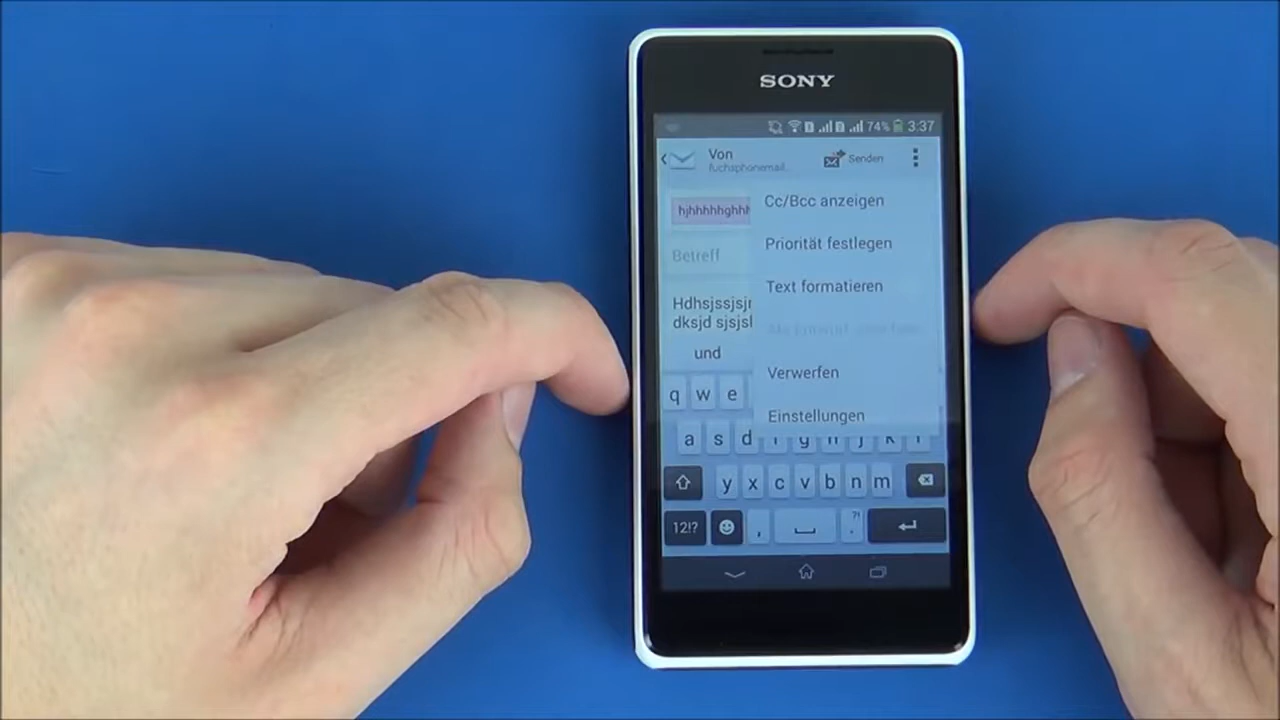 SONY
74% 3:37
Von
Senden
hjhhhhhghhh
Cc/Bcc anzeigen
Priorität festlegen
Betreff
Text formatieren
Hdhsjssjsjr
dksjd sjsjsl
und
Verwerfen
Einstellungen
q w e
a s d f g h j k l
y x c v b n m
12!? , . ?!